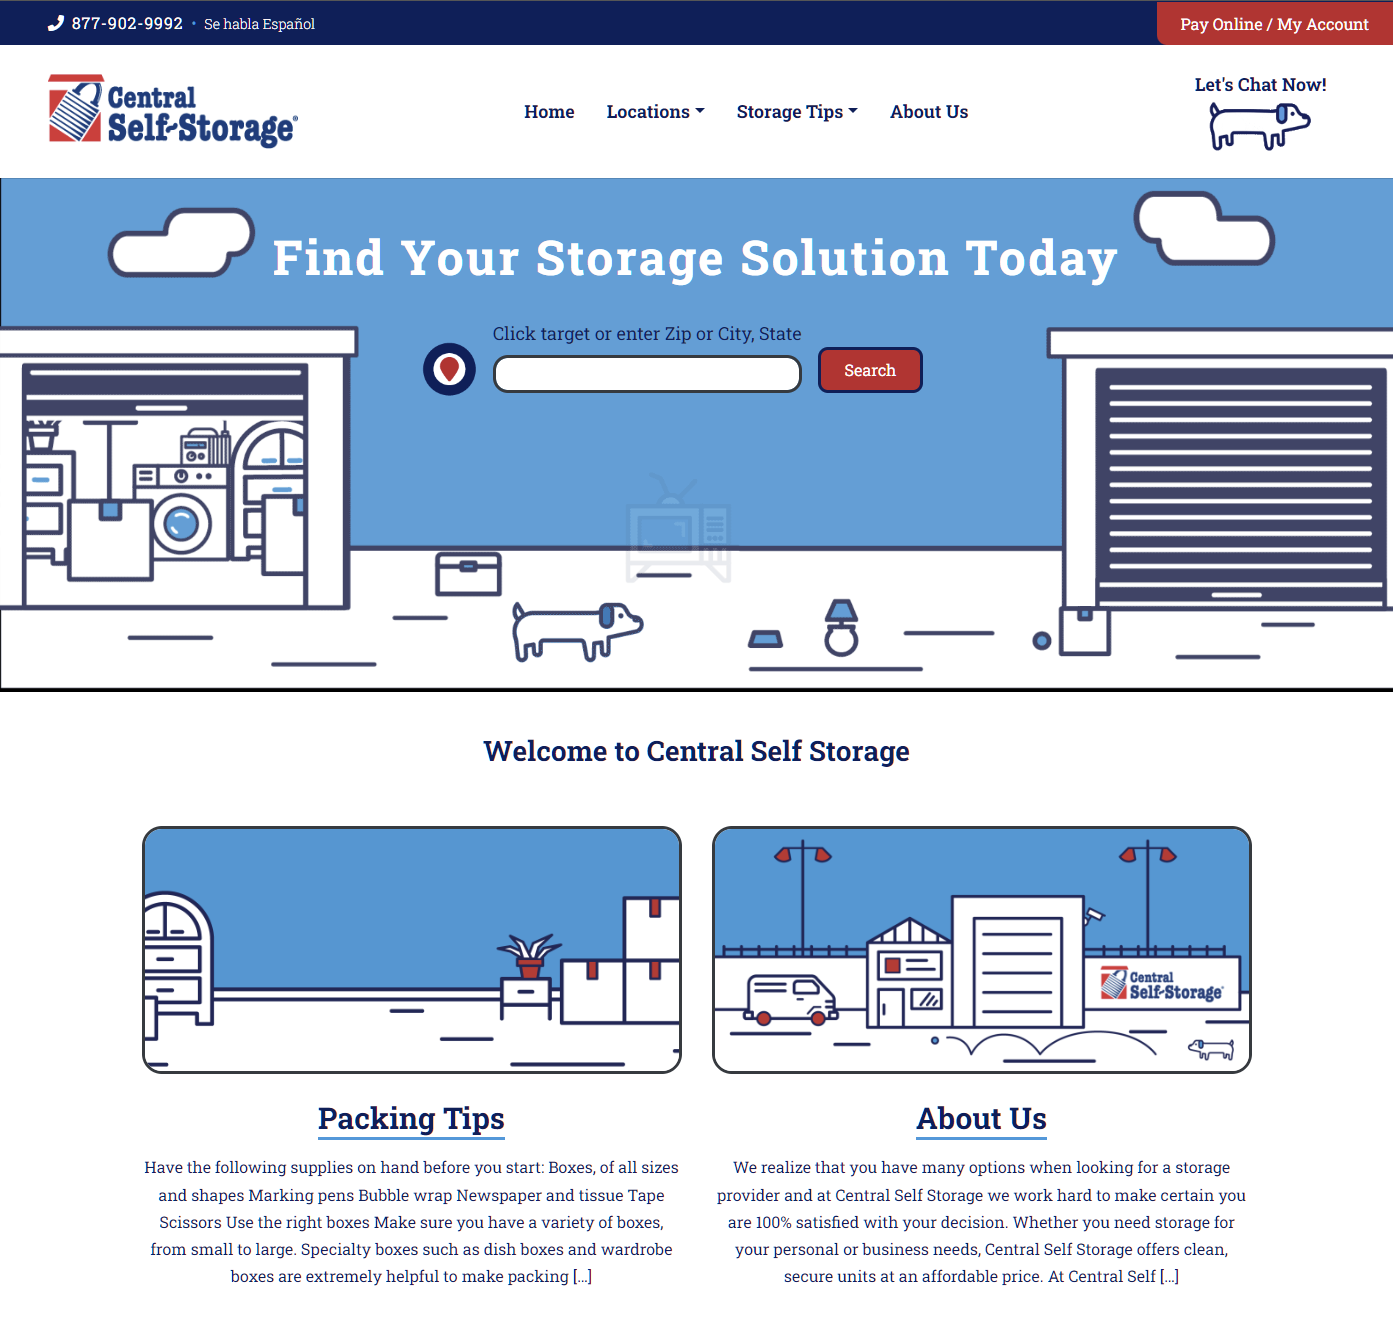 877-902-9992 • Se habla Español
Pay Online / My Account
Central
Self-Storage®
Home
Locations
Storage Tips
About Us
Let's Chat Now!
Find Your Storage Solution Today
Click target or enter Zip or City, State
Search
Welcome to Central Self Storage
Central
Self-Storage
Packing Tips
Have the following supplies on hand before you start: Boxes, of all sizes
and shapes Marking pens Bubble wrap Newspaper and tissue Tape
Scissors Use the right boxes Make sure you have a variety of boxes,
from small to large. Specialty boxes such as dish boxes and wardrobe
boxes are extremely helpful to make packing [...]
About Us
We realize that you have many options when looking for a storage
provider and at Central Self Storage we work hard to make certain you
are 100% satisfied with your decision. Whether you need storage for
your personal or business needs, Central Self Storage offers clean,
secure units at an affordable price. At Central Self [...]